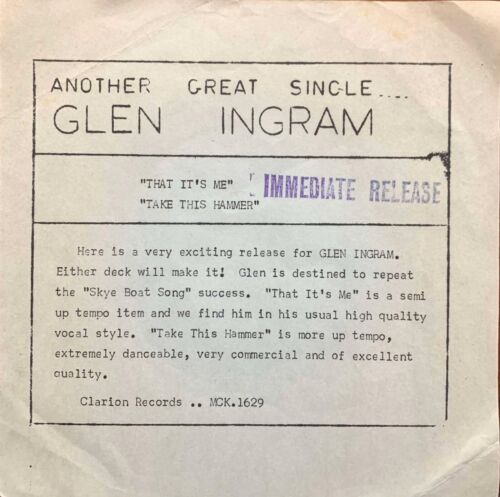 ANOTHER GREAT SINGLE....
GLEN INGRAM
"THAT IT'S ME" IMMEDIATE RELEASE
"TAKE THIS HAMMER"
Here is a very exciting release for GLEN INGRAM.
Either deck will make it! Glen is destined to repeat
the "Skye Boat Song" success. "That It's Me" is a semi
up tempo item and we find him in his usual high quality
vocal style. "Take This Hammer" is more up tempo,
extremely danceable, very commercial and of excellent
quality.
Clarion Records .. MCK.1629